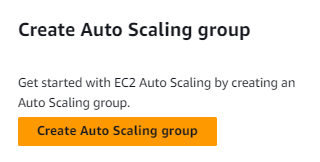 Create Auto Scaling group
Get started with EC2 Auto Scaling by creating an
Auto Scaling group.
Create Auto Scaling group